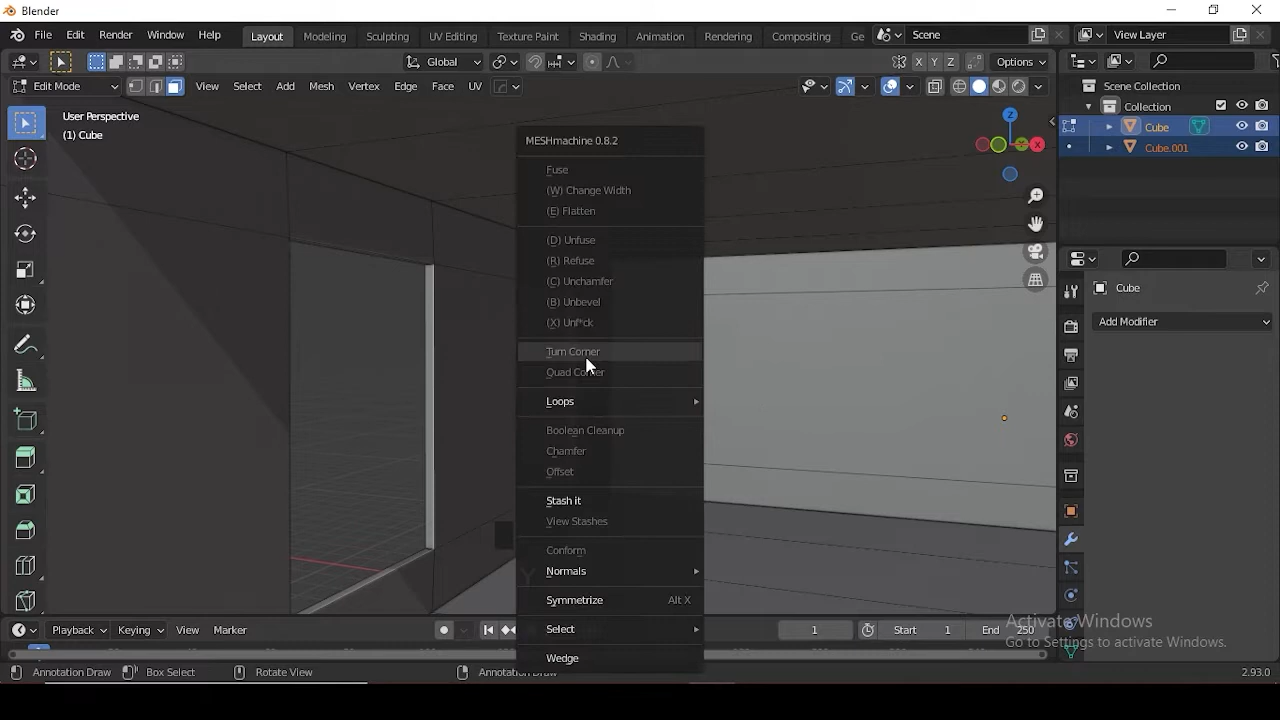 Blender
File Edit Render Window Help Layout Modeling Sculpting UV Editing Texture Paint Shading Animation Rendering Compositing Ge Scene View Layer
Global X Y Z Options
Edit Mode View Select Add Mesh Vertex Edge Face UV
User Perspective
(1) Cube
Z
X
Scene Collection
Collection
Cube
Cube.001
Cube
Add Modifier
MESHmachine 0.8.2
Fuse
(W) Change Width
(E) Flatten
(D) Unfuse
(R) Refuse
(C) Unchamfer
(B) Unbevel
(X) Unf*ck
Turn Corner
Quad Corner
Loops
Boolean Cleanup
Chamfer
Offset
Stash it
View Stashes
Conform
Normals
Symmetrize Alt X
Select
Wedge
Y
Playback Keying View Marker 1 Start 1 End 250
Activate Windows
Go to Settings to activate Windows.
Annotation Draw Box Select Rotate View Annotation Draw 2.93.0